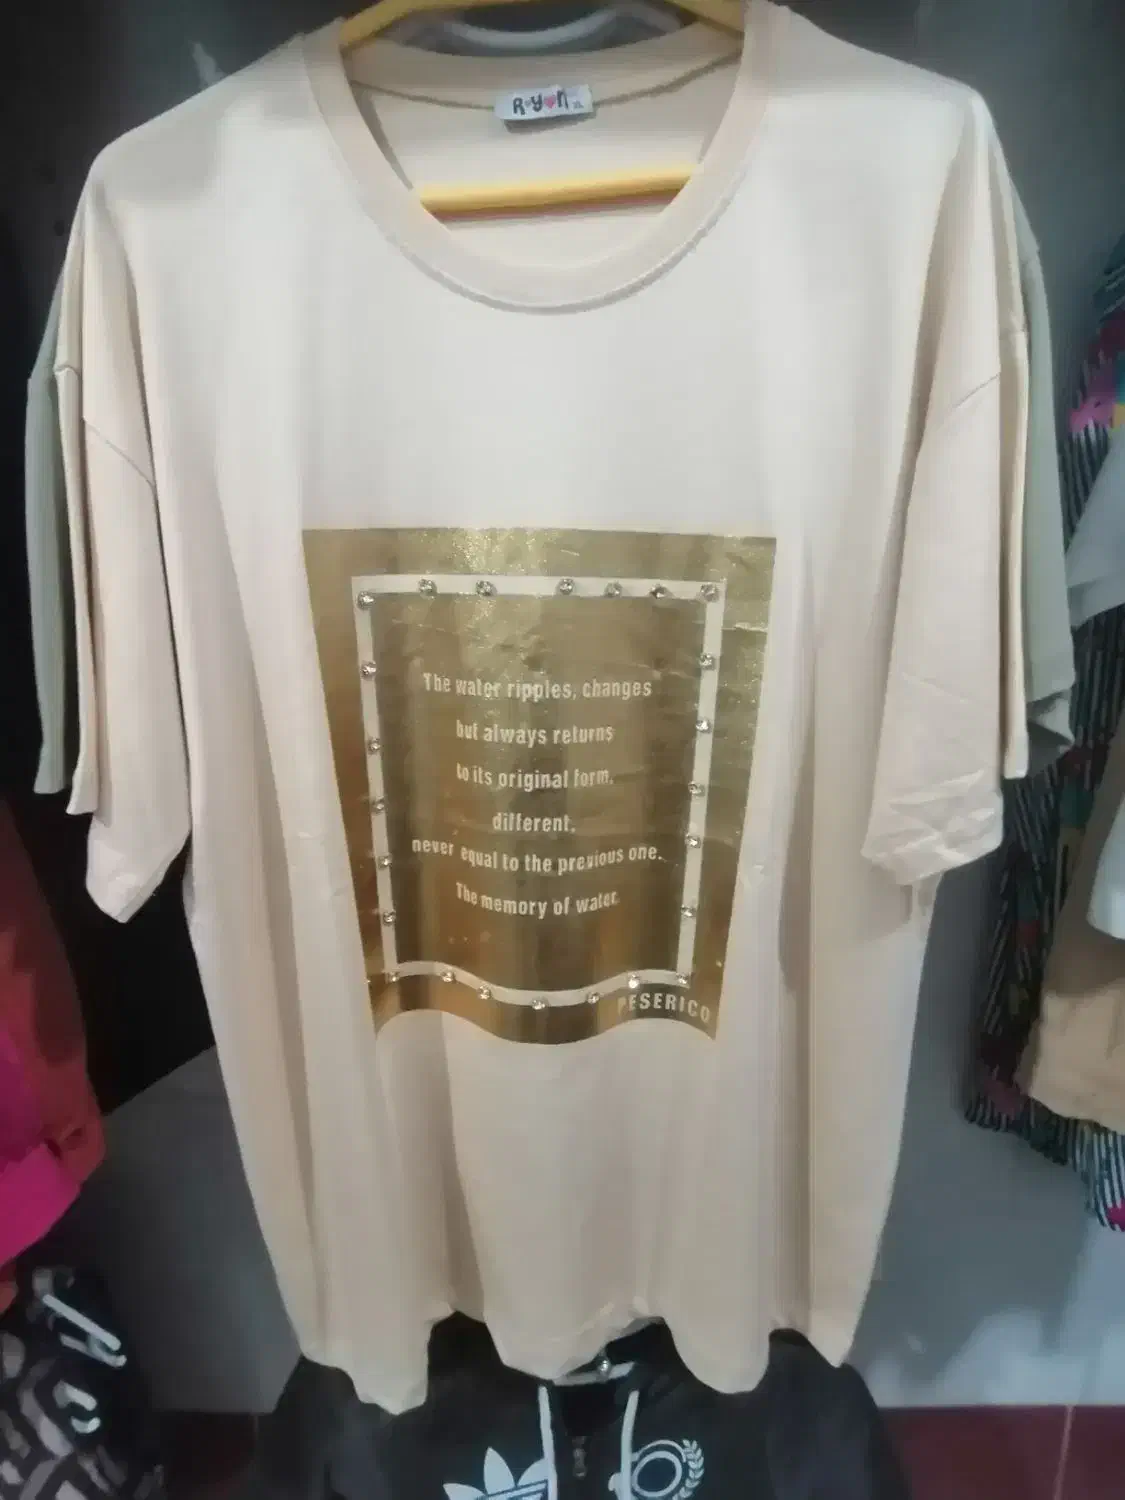 R♥y♥n XL
The water ripples, changes
but always returns
to its original form,
different,
never equal to the previous one.
The memory of water.
PESERICO